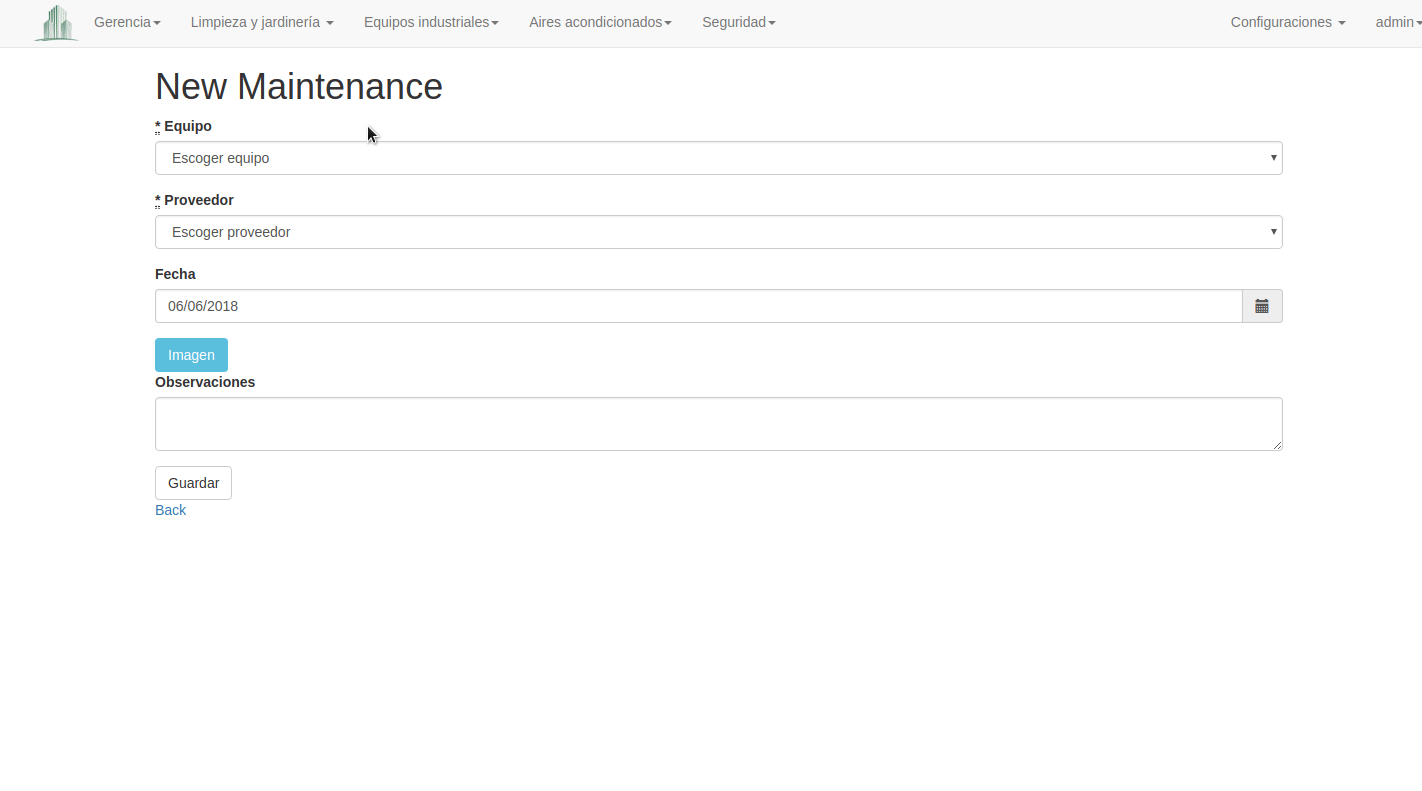 Gerencia Limpieza y jardinería Equipos industriales Aires acondicionados Seguridad Configuraciones admin
New Maintenance
* Equipo
Escoger equipo
* Proveedor
Escoger proveedor
Fecha
06/06/2018
Imagen
Observaciones
Guardar
Back